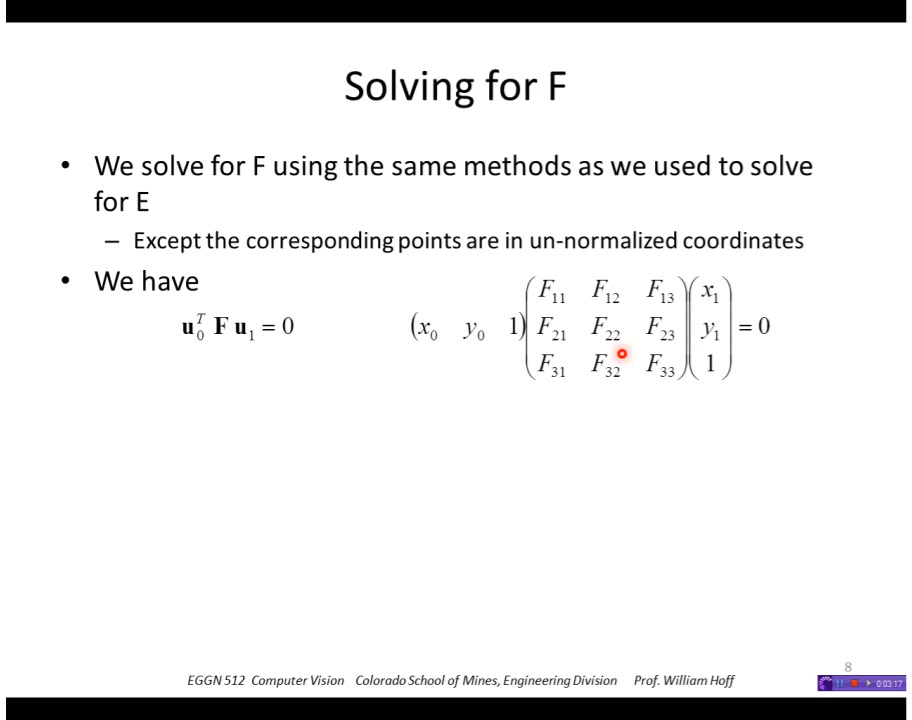 Solving for F
• We solve for F using the same methods as we used to solve
for E
– Except the corresponding points are in un-normalized coordinates
• We have
u₀ᵀ F u₁ = 0
(x₀ y₀ 1) (F₁₁ F₁₂ F₁₃
F₂₁ F₂₂ F₂₃
F₃₁ F₃₂ F₃₃) (x₁
y₁
1) = 0
8
EGGN 512 Computer Vision Colorado School of Mines, Engineering Division Prof. William Hoff
0:03:17